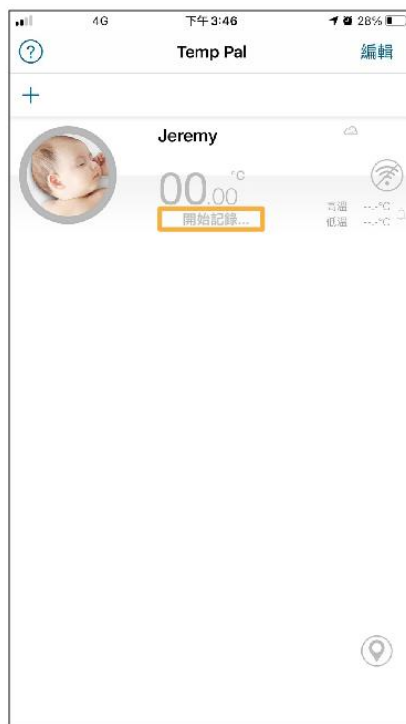 4G 下午3:46 28%
? Temp Pal 編輯
+
Jeremy
00.00 °C
開始記錄...
高溫 --.-°C
低溫 --.-°C